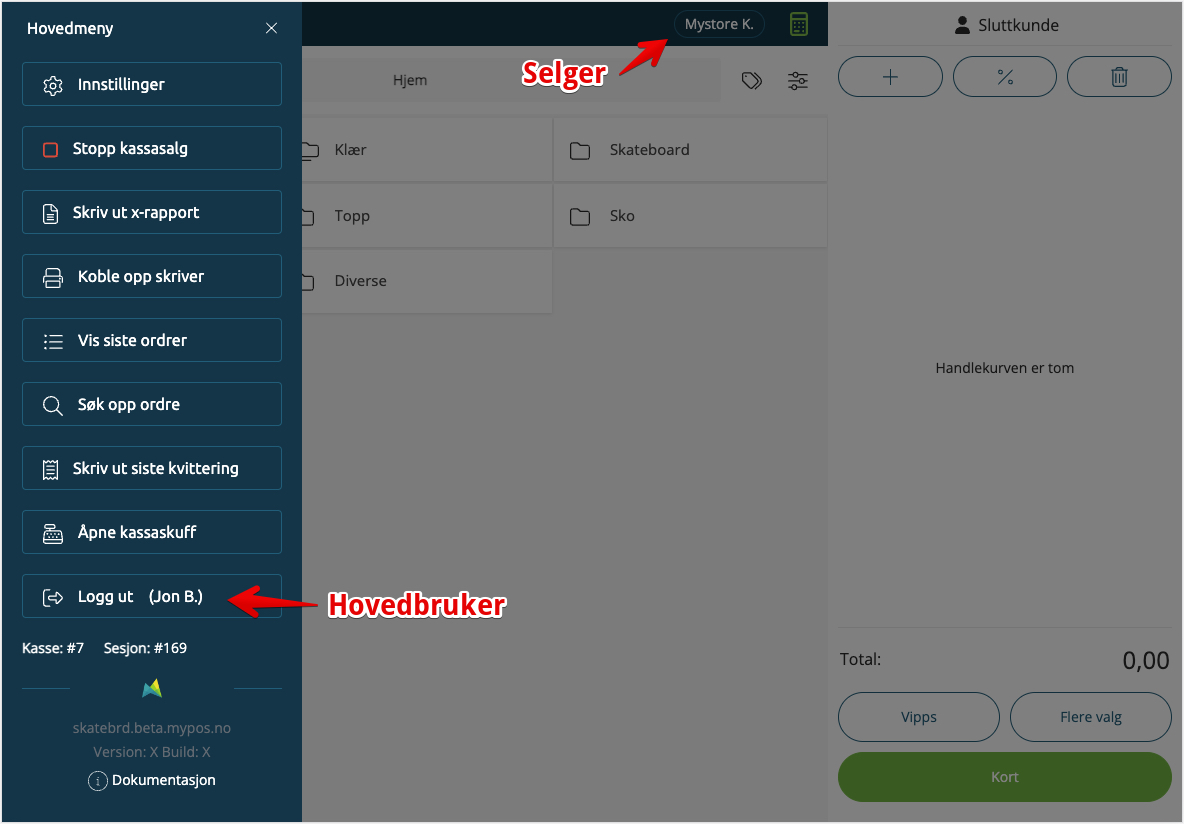 Hovedmeny
Innstillinger
Stopp kassasalg
Skriv ut x-rapport
Koble opp skriver
Vis siste ordrer
Søk opp ordre
Skriv ut siste kvittering
Åpne kassaskuff
Logg ut (Jon B.)
Hovedbruker
Kasse: #7 Sesjon: #169
skatebrd.beta.mypos.no
Version: X Build: X
Dokumentasjon
Mystore K.
Selger
Hjem
Klær
Skateboard
Topp
Sko
Diverse
Sluttkunde
Handlekurven er tom
Total: 0,00
Vipps
Flere valg
Kort